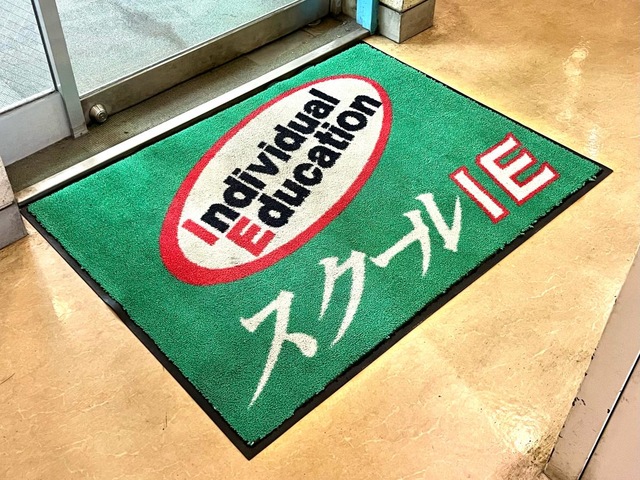 Individual
Education
スクールIE